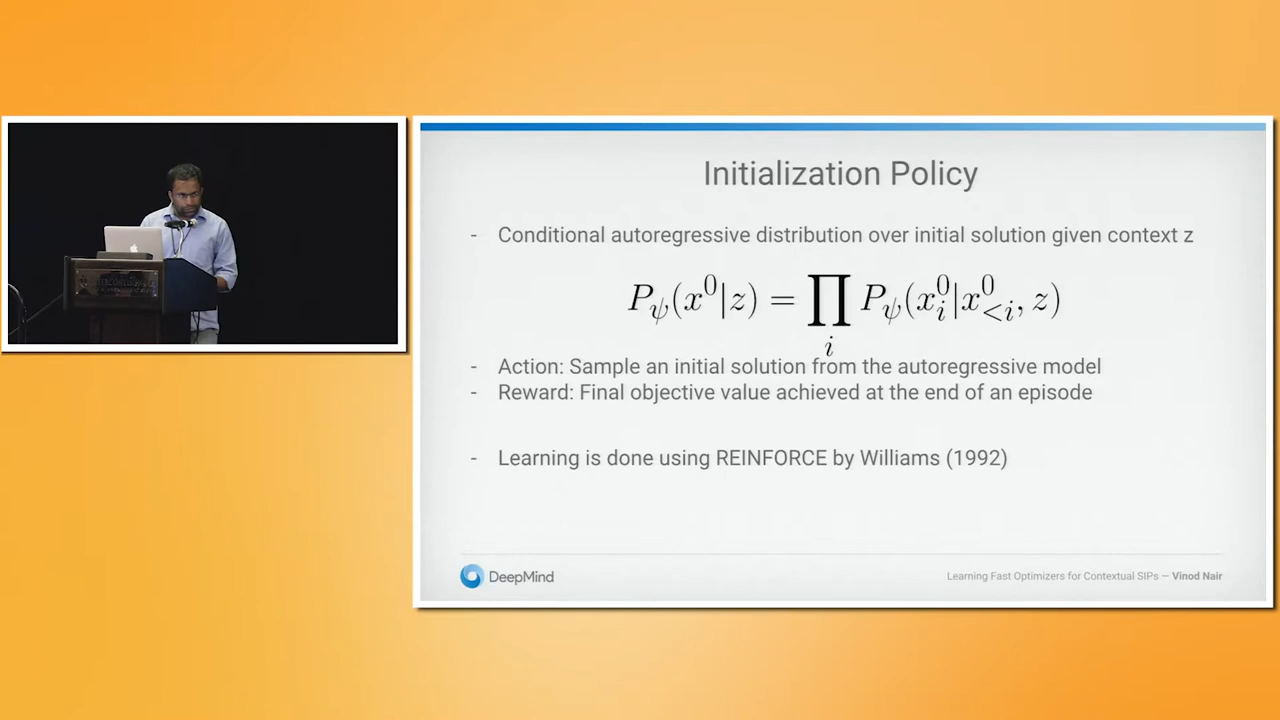 Initialization Policy
- Conditional autoregressive distribution over initial solution given context z
P_ψ(x^0|z) = ∏_i P_ψ(x_i^0|x_{<i}^0, z)
- Action: Sample an initial solution from the autoregressive model
- Reward: Final objective value achieved at the end of an episode
- Learning is done using REINFORCE by Williams (1992)
DeepMind
Learning Fast Optimizers for Contextual SIPs — Vinod Nair